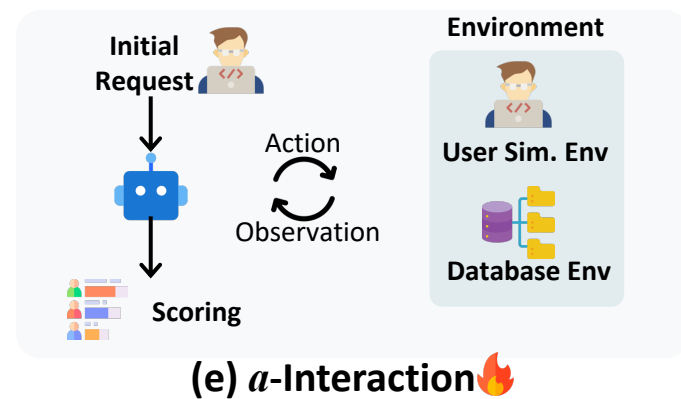 Initial
Request
Environment
Action
Observation
User Sim. Env
Database Env
Scoring
(e) a-Interaction